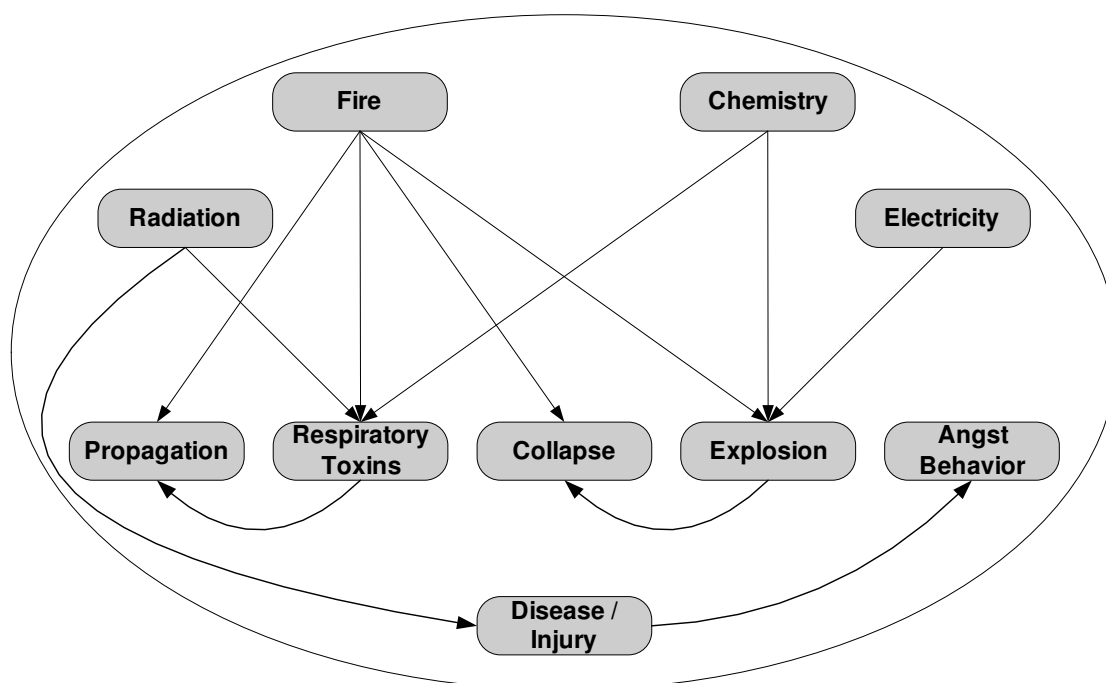 Fire
Chemistry
Radiation
Electricity
Propagation
Respiratory
Toxins
Collapse
Explosion
Angst
Behavior
Disease /
Injury